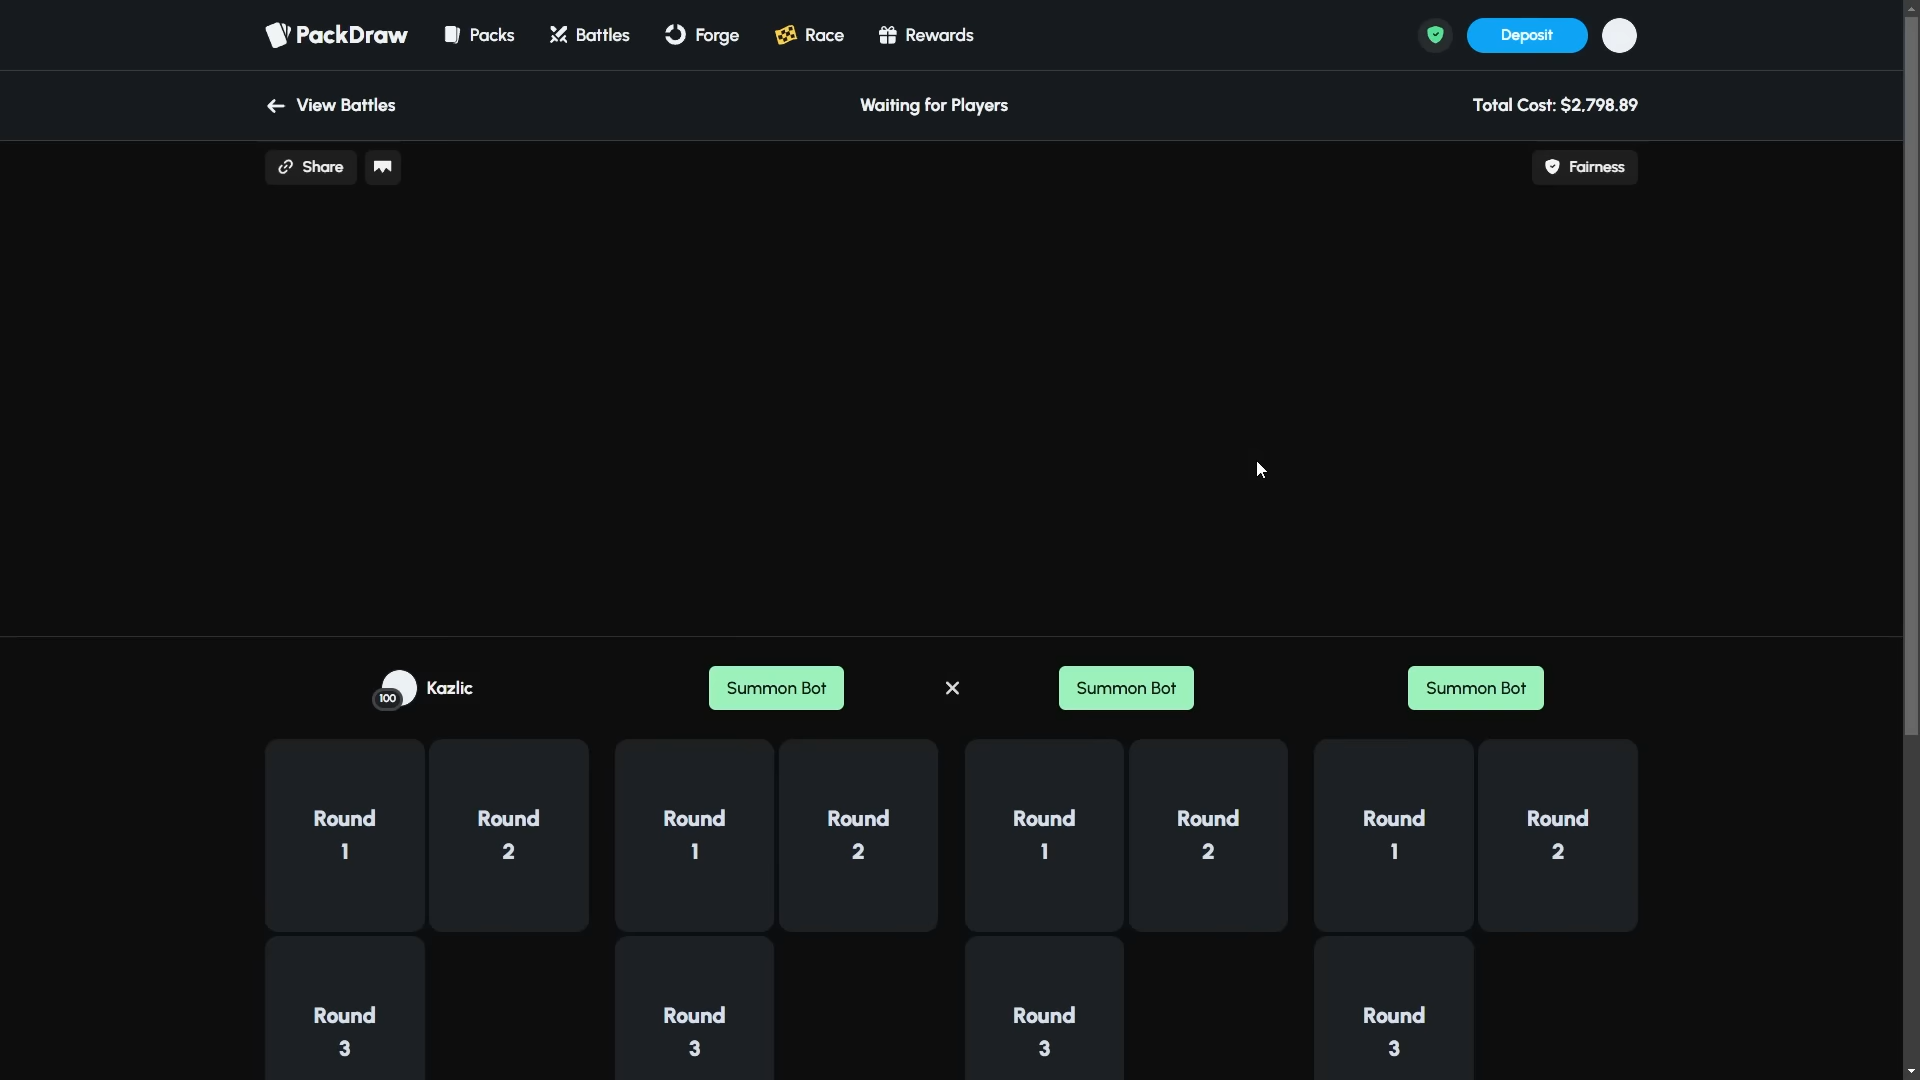 PackDraw Packs Battles Forge Race Rewards Deposit
View Battles Waiting for Players Total Cost: $2,798.89
Share Fairness
100 Kazlic Summon Bot Summon Bot Summon Bot
Round Round Round Round Round Round Round Round
1 2 1 2 1 2 1 2
Round Round Round Round
3 3 3 3